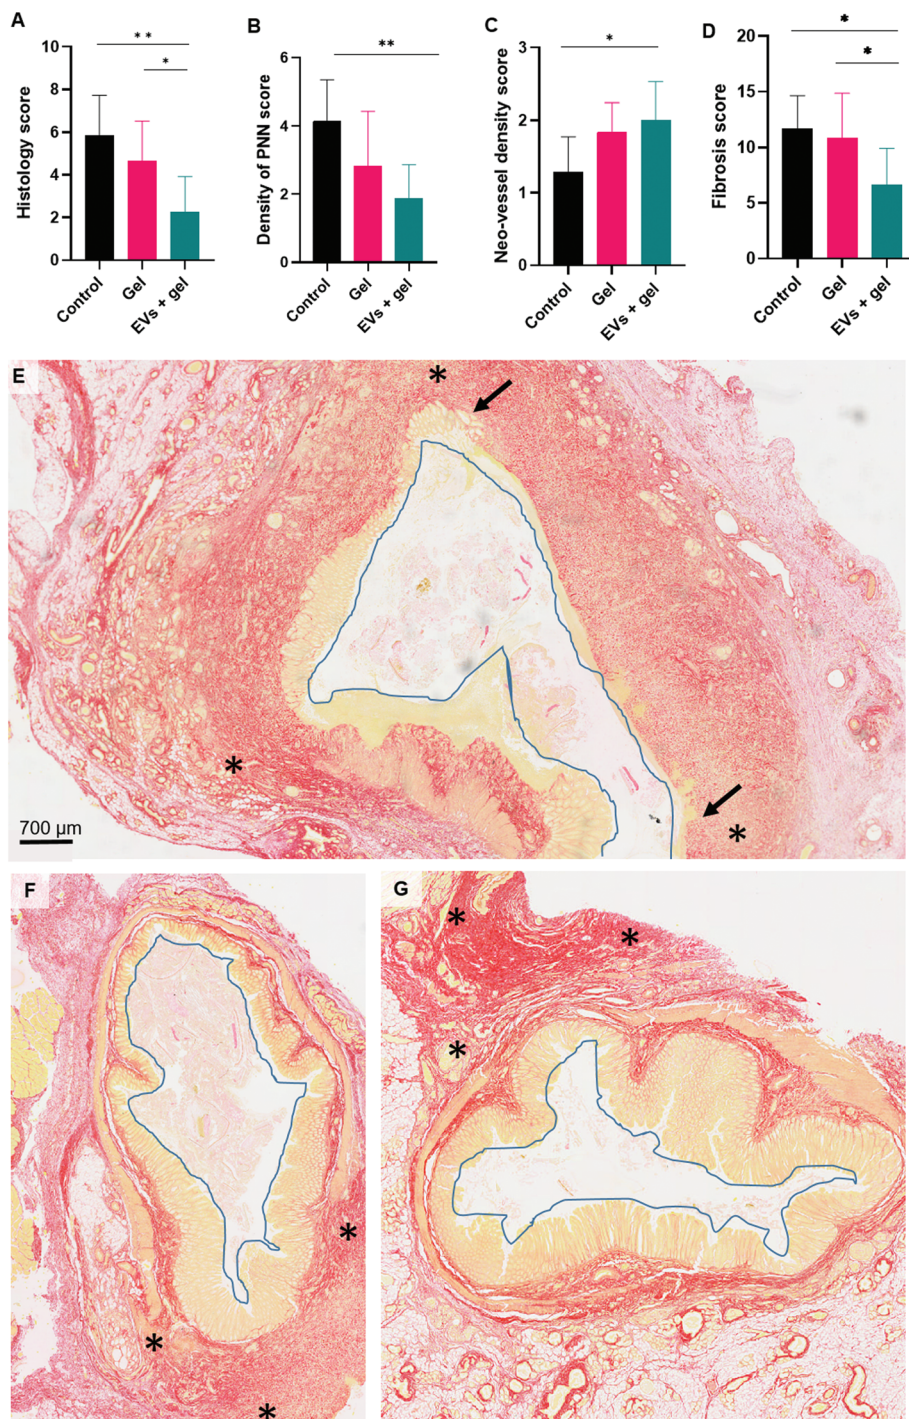 A
Histology score
10
8
6
4
2
0
* *
*
Control
Gel
EVs + gel
B
Density of PNN score
6
4
2
0
**
Control
Gel
EVs + gel
C
Neo-vessel density score
3
2
1
0
*
Control
Gel
EVs + gel
D
Fibrosis score
20
15
10
5
0
*
*
Control
Gel
EVs + gel
E
*
*
*
700 µm
F
*
*
*
G
*
*
*